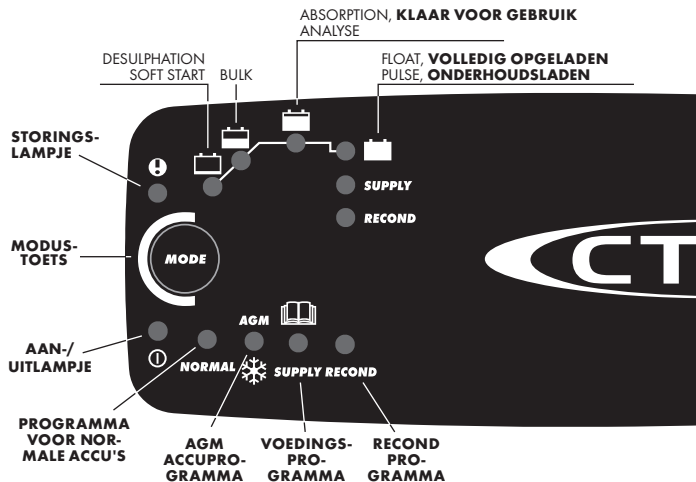 ABSORPTION, KLAAR VOOR GEBRUIK
ANALYSE
DESULPHATION
SOFT START
BULK
FLOAT, VOLLEDIG OPGELADEN
PULSE, ONDERHOUDSLADEN
STORINGS-
LAMPJE
SUPPLY
RECOND
MODUS-
TOETS
MODE
CT
AGM
AAN-/
UITLAMPJE
NORMAL
SUPPLY RECOND
PROGRAMMA
VOOR NOR-
MALE ACCU'S
AGM
ACCUPRO-
GRAMMA
VOEDINGS-
PRO-
GRAMMA
RECOND
PRO-
GRAMMA